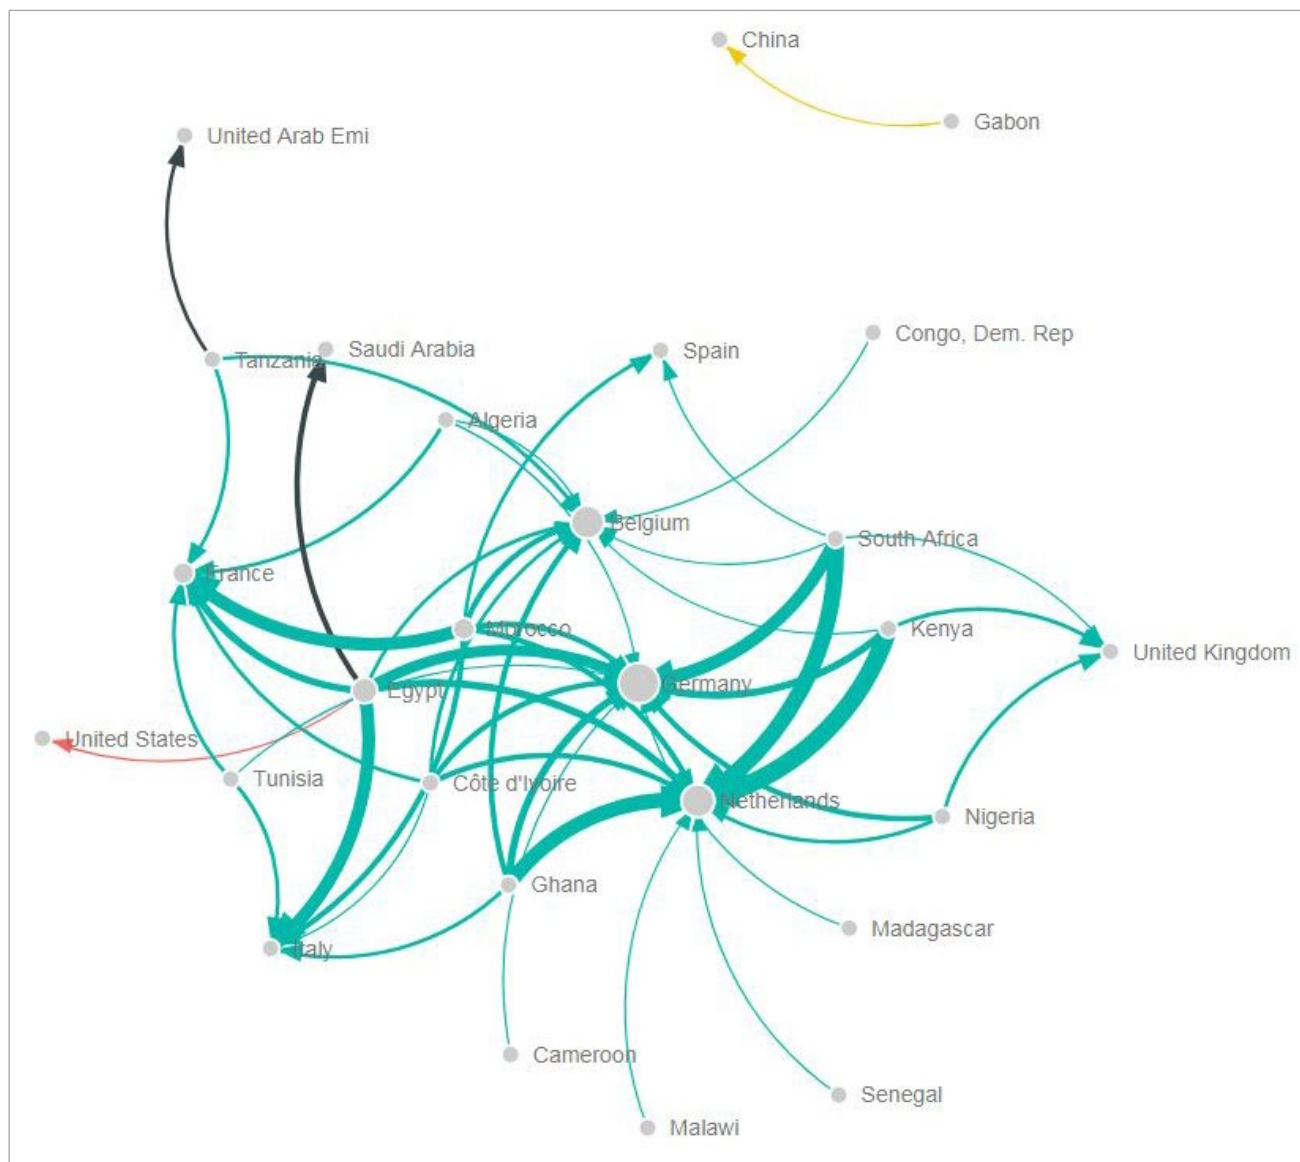 China
Gabon
United Arab Emi
Congo, Dem. Rep
Saudi Arabia
Spain
Tanzania
Algeria
Belgium
South Africa
France
Morocco
Kenya
United Kingdom
Germany
Egypt
United States
Tunisia
Côte d'Ivoire
Netherlands
Nigeria
Ghana
Madagascar
Italy
Cameroon
Senegal
Malawi